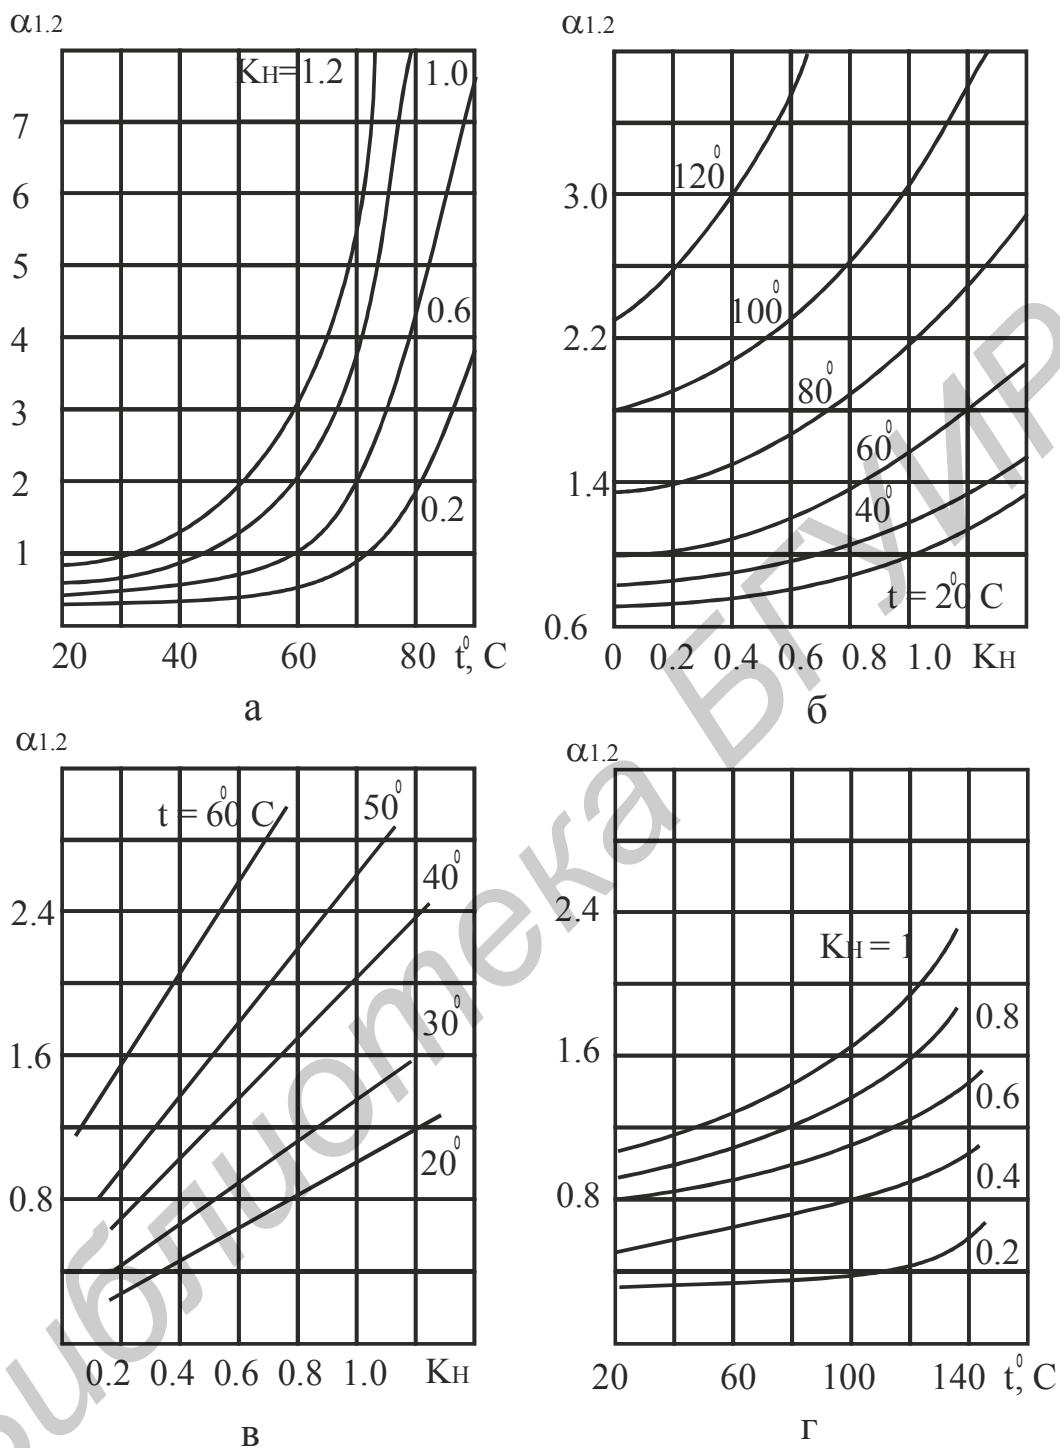 α1.2
Kн=1.2
1.0
7
6
5
4
0.6
3
2
0.2
1
20 40 60 80 t°, C
а
α1.2
120°
3.0
100°
2.2
80°
60°
1.4
40°
t = 20° C
0.6
0 0.2 0.4 0.6 0.8 1.0 Kн
б
α1.2
t = 60° C
50°
40°
2.4
30°
1.6
20°
0.8
0.2 0.4 0.6 0.8 1.0 Kн
в
α1.2
2.4
Kн = 1
0.8
1.6
0.6
0.4
0.8
0.2
20 60 100 140 t°, C
г
Библиотека БГУИР